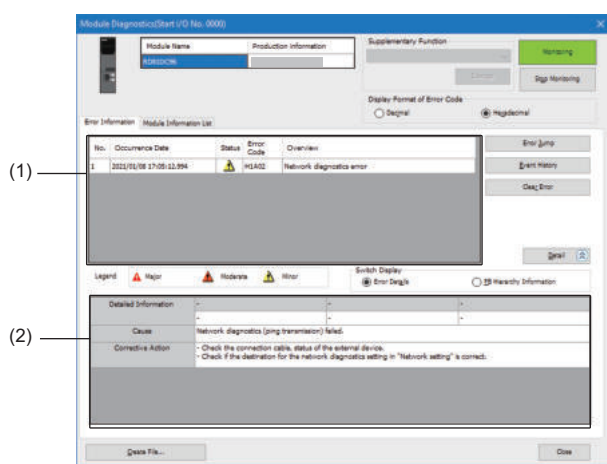 Module Diagnostics(Start I/O No. 0000)
Module Name
Production information
Supplementary Function
Monitoring
Stop Monitoring
Display Format of Error Code
Decimal
Hexadecimal
Error Information
Module Information List
No.
Occurrence Date
Status
Error Code
Overview
1
2021/01/08 17:05:12.994
H1A02
Network diagnostics error
Error Jump
Event History
Clear Error
Detail
(1)
Legend
Major
Moderate
Minor
Switch Display
Error Details
FB Hierarchy Information
(2)
Detailed Information
-
-
-
-
-
-
Cause
Network diagnostics (ping transmission) failed.
Corrective Action
- Check the connection cable, status of the external device.
- Check if the destination for the network diagnostics setting in "Network setting" is correct.
Create File...
Close